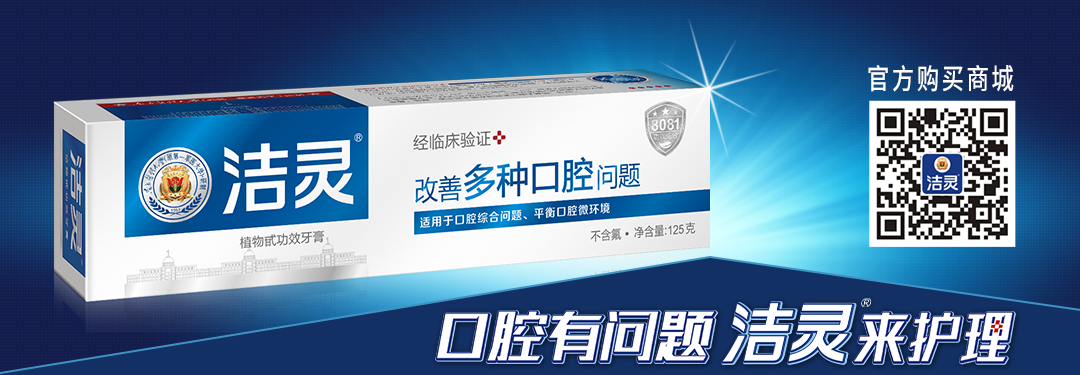 官方购买商城
洁灵®
植物甙功效牙膏
经临床验证
8081
改善多种口腔问题
适用于口腔综合问题、平衡口腔微环境
不含氟·净含量:125克
洁灵
洁灵
口腔有问题 洁灵®来护理